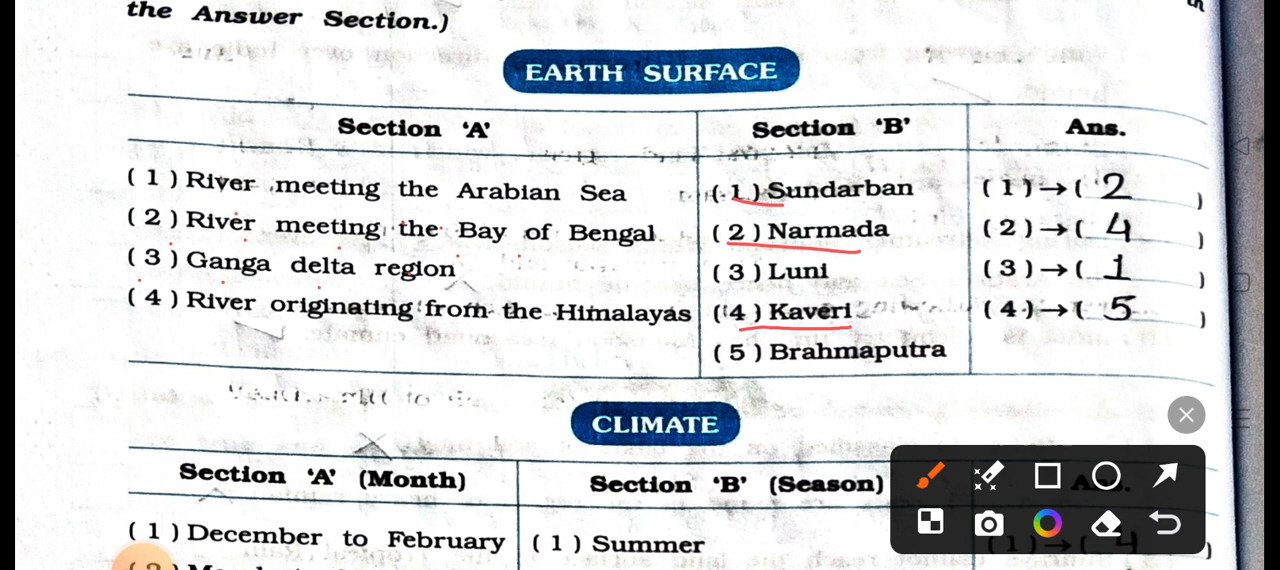 the Answer Section.)
EARTH SURFACE
Section 'A' Section 'B' Ans.
( 1 ) River meeting the Arabian Sea ( 1 ) Sundarban ( 1 ) → ( 2 )
( 2 ) River meeting the Bay of Bengal ( 2 ) Narmada ( 2 ) → ( 4 )
( 3 ) Ganga delta region ( 3 ) Luni ( 3 ) → ( 1 )
( 4 ) River originating from the Himalayas ( 4 ) Kaveri ( 4 ) → ( 5 )
( 5 ) Brahmaputra
CLIMATE
Section 'A' (Month) Section 'B' (Season) A
( 1 ) December to February ( 1 ) Summer ( 1 ) → ( 4 )